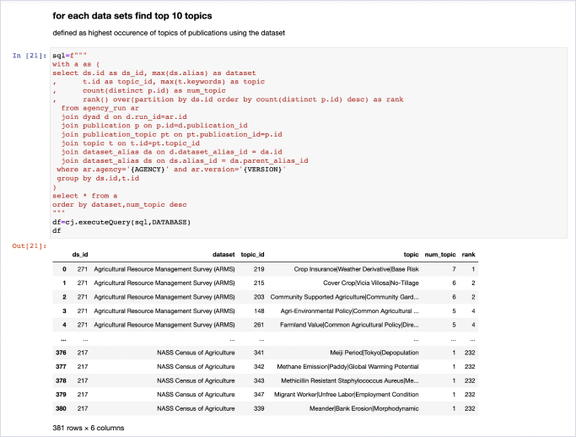 for each data sets find top 10 topics
defined as highest occurence of topics of publications using the dataset
In [21]: sql=f"""
with a as (
select ds.id as ds_id, max(ds.alias) as dataset
, t.id as topic_id, max(t.keywords) as topic
, count(distinct p.id) as num_topic
, rank() over(partition by ds.id order by count(distinct p.id) desc) as rank
from agency_run ar
join dyad d on d.run_id=ar.id
join publication p on p.id=d.publication_id
join publication_topic pt on pt.publication_id=p.id
join topic t on t.id=pt.topic_id
join dataset_alias da on d.dataset_alias_id = da.id
join dataset_alias ds on ds.alias_id = da.parent_alias_id
where ar.agency='{AGENCY}' and ar.version='{VERSION}'
group by ds.id,t.id
)
select * from a
order by dataset,num_topic desc
"""
df=cj.executeQuery(sql,DATABASE)
df
Out[21]:
ds_id dataset topic_id topic num_topic rank
0 271 Agricultural Resource Management Survey (ARMS) 219 Crop Insurance|Weather Derivative|Base Risk 7 1
1 271 Agricultural Resource Management Survey (ARMS) 215 Cover Crop|Vicia Villosa|No-Tillage 6 2
2 271 Agricultural Resource Management Survey (ARMS) 203 Community Supported Agriculture|Community Gard... 6 2
3 271 Agricultural Resource Management Survey (ARMS) 148 Agri-Environmental Policy|Common Agricultural ... 5 4
4 271 Agricultural Resource Management Survey (ARMS) 261 Farmland Value|Common Agricultural Policy|Dire... 5 4
... ... ... ... ... ... ...
376 217 NASS Census of Agriculture 341 Meiji Period|Tokyo|Depopulation 1 232
377 217 NASS Census of Agriculture 342 Methane Emission|Paddy|Global Warming Potential 1 232
378 217 NASS Census of Agriculture 343 Methicillin Resistant Staphylococcus Aureus|Me... 1 232
379 217 NASS Census of Agriculture 347 Migrant Worker|Unfree Labor|Employment Condition 1 232
380 217 NASS Census of Agriculture 339 Meander|Bank Erosion|Morphodynamic 1 232
381 rows × 6 columns